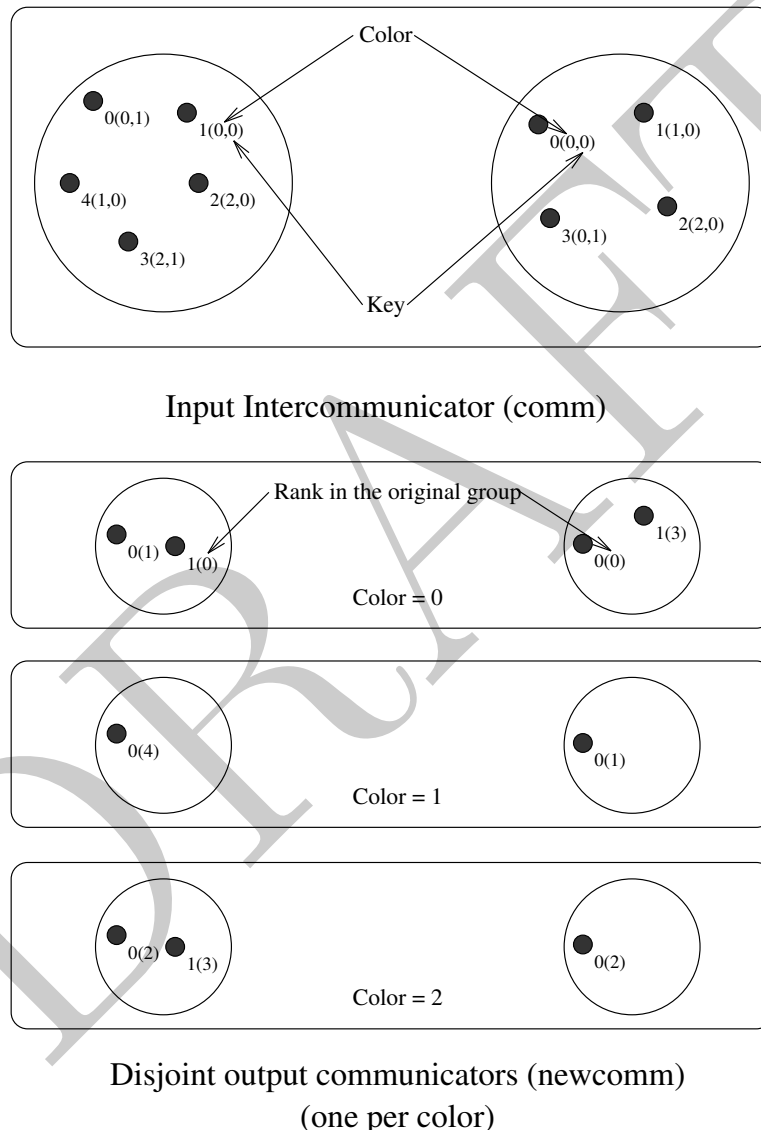 Color
0(0,1)
1(0,0)
0(0,0)
1(1,0)
4(1,0)
2(2,0)
3(0,1)
2(2,0)
3(2,1)
Key
Input Intercommunicator (comm)
Rank in the original group
0(1)
1(0)
0(0)
1(3)
Color = 0
0(4)
0(1)
Color = 1
0(2)
1(3)
0(2)
Color = 2
Disjoint output communicators (newcomm)
(one per color)
DRAFT